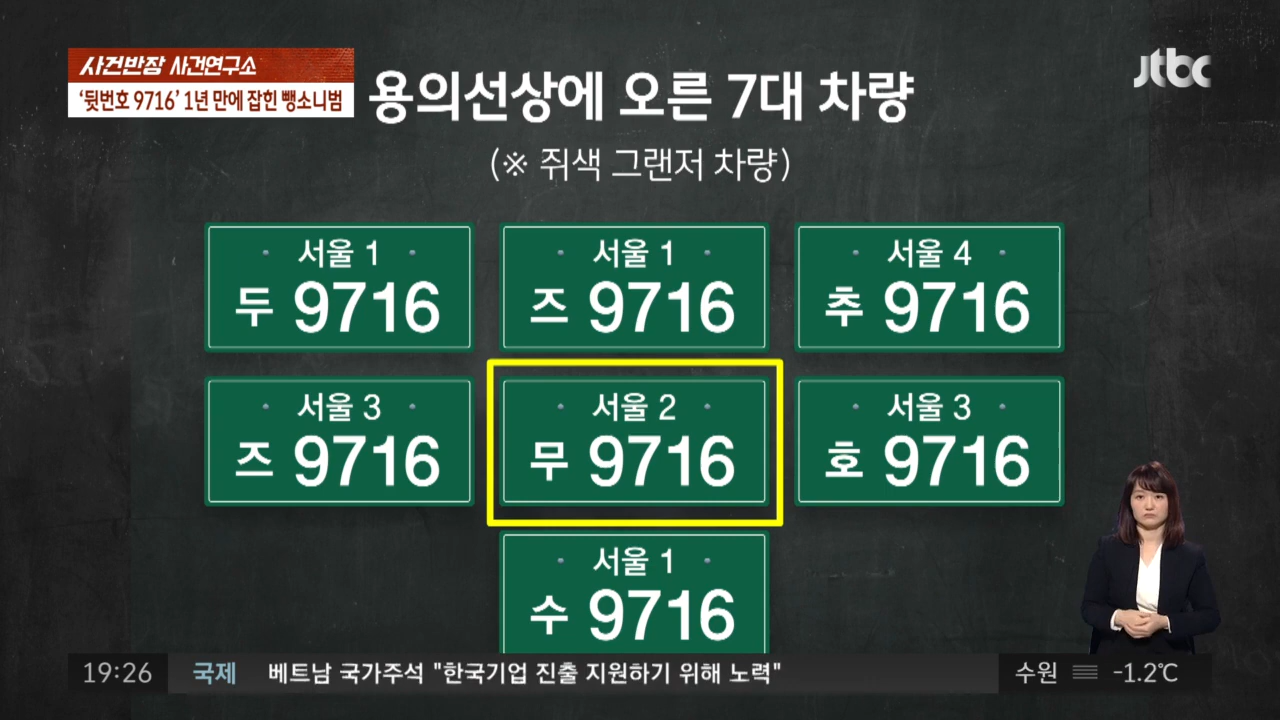 사건반장 사건연구소
'뒷번호 9716' 1년 만에 잡힌 뺑소니범
jtbc
용의선상에 오른 7대 차량
(※ 쥐색 그랜저 차량)
서울 1
두 9716
서울 1
즈 9716
서울 4
추 9716
서울 3
즈 9716
서울 2
무 9716
서울 3
호 9716
서울 1
수 9716
19:26 국제 베트남 국가주석 "한국기업 진출 지원하기 위해 노력" 수원 -1.2℃